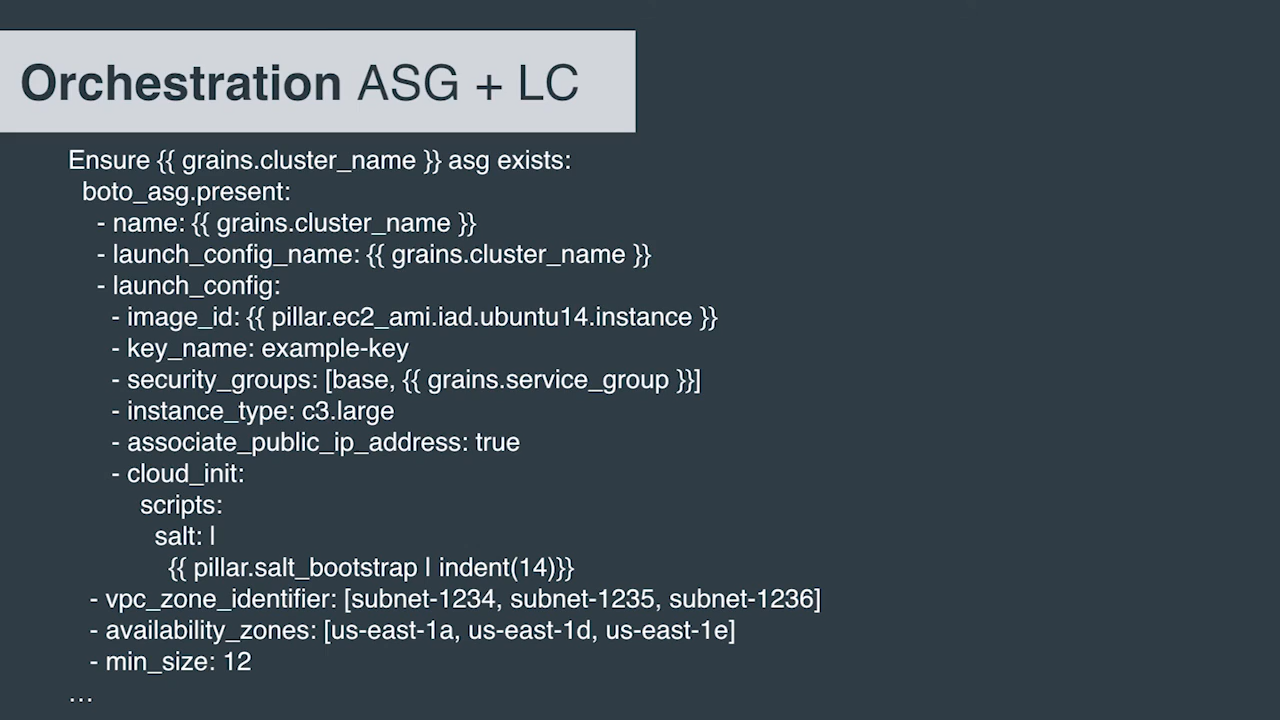 Orchestration ASG + LC
Ensure {{ grains.cluster_name }} asg exists:
boto_asg.present:
- name: {{ grains.cluster_name }}
- launch_config_name: {{ grains.cluster_name }}
- launch_config:
- image_id: {{ pillar.ec2_ami.iad.ubuntu14.instance }}
- key_name: example-key
- security_groups: [base, {{ grains.service_group }}]
- instance_type: c3.large
- associate_public_ip_address: true
- cloud_init:
scripts:
salt: |
{{ pillar.salt_bootstrap | indent(14)}}
- vpc_zone_identifier: [subnet-1234, subnet-1235, subnet-1236]
- availability_zones: [us-east-1a, us-east-1d, us-east-1e]
- min_size: 12
…